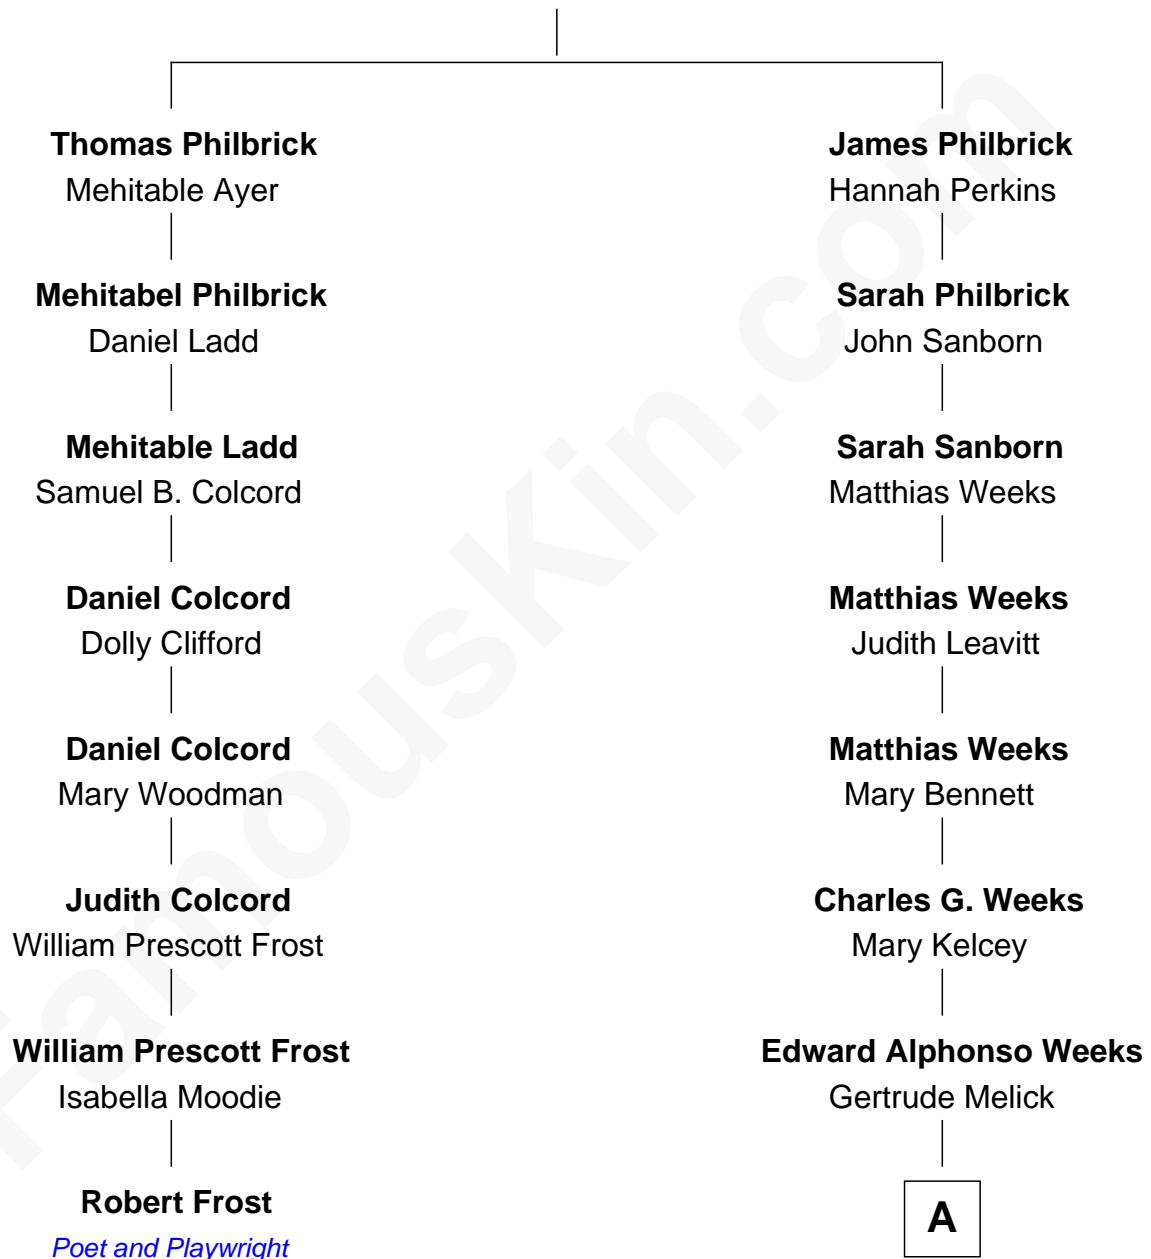 Thomas Philbrick
Mehitable Ayer
Mehitabel Philbrick
Daniel Ladd
Mehitable Ladd
Samuel B. Colcord
Daniel Colcord
Dolly Clifford
Daniel Colcord
Mary Woodman
Judith Colcord
William Prescott Frost
William Prescott Frost
Isabella Moodie
Robert Frost
Poet and Playwright
James Philbrick
Hannah Perkins
Sarah Philbrick
John Sanborn
Sarah Sanborn
Matthias Weeks
Matthias Weeks
Judith Leavitt
Matthias Weeks
Mary Bennett
Charles G. Weeks
Mary Kelcey
Edward Alphonso Weeks
Gertrude Melick
A
FamousKin.com